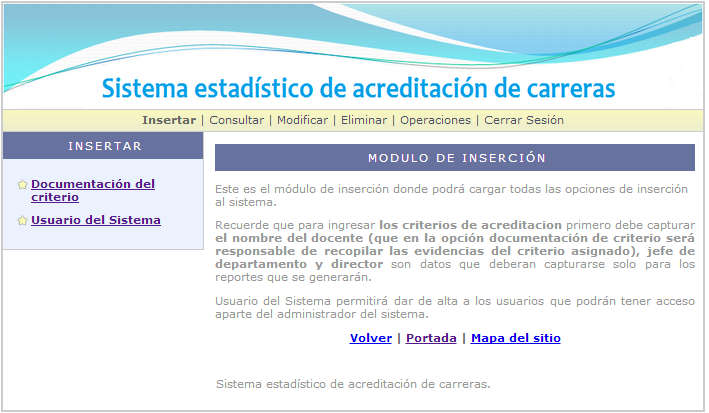 Sistema estadístico de acreditación de carreras
Insertar | Consultar | Modificar | Eliminar | Operaciones | Cerrar Sesión
INSERTAR
Documentación del
criterio
Usuario del Sistema
MODULO DE INSERCIÓN
Este es el módulo de inserción donde podrá cargar todas las opciones de inserción
al sistema.
Recuerde que para ingresar los criterios de acreditacion primero debe capturar
el nombre del docente (que en la opción documentación de criterio será
responsable de recopilar las evidencias del criterio asignado), jefe de
departamento y director son datos que deberan capturarse solo para los
reportes que se generarán.
Usuario del Sistema permitirá dar de alta a los usuarios que podrán tener acceso
aparte del administrador del sistema.
Volver | Portada | Mapa del sitio
Sistema estadístico de acreditación de carreras.